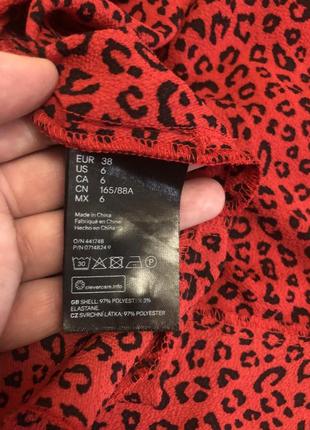 EUR 38
US 6
CA 6
CN 165/88A
MX 6
Made in China
Fabriqué en Chine
Hecho en China
O/N 441748
P/N 0714824 9
30
P
clevercare.info
GB SHELL: 97% POLYESTER 3%
ELASTANE
CZ SVRCHNÍ LÁTKA: 97% POLYESTER